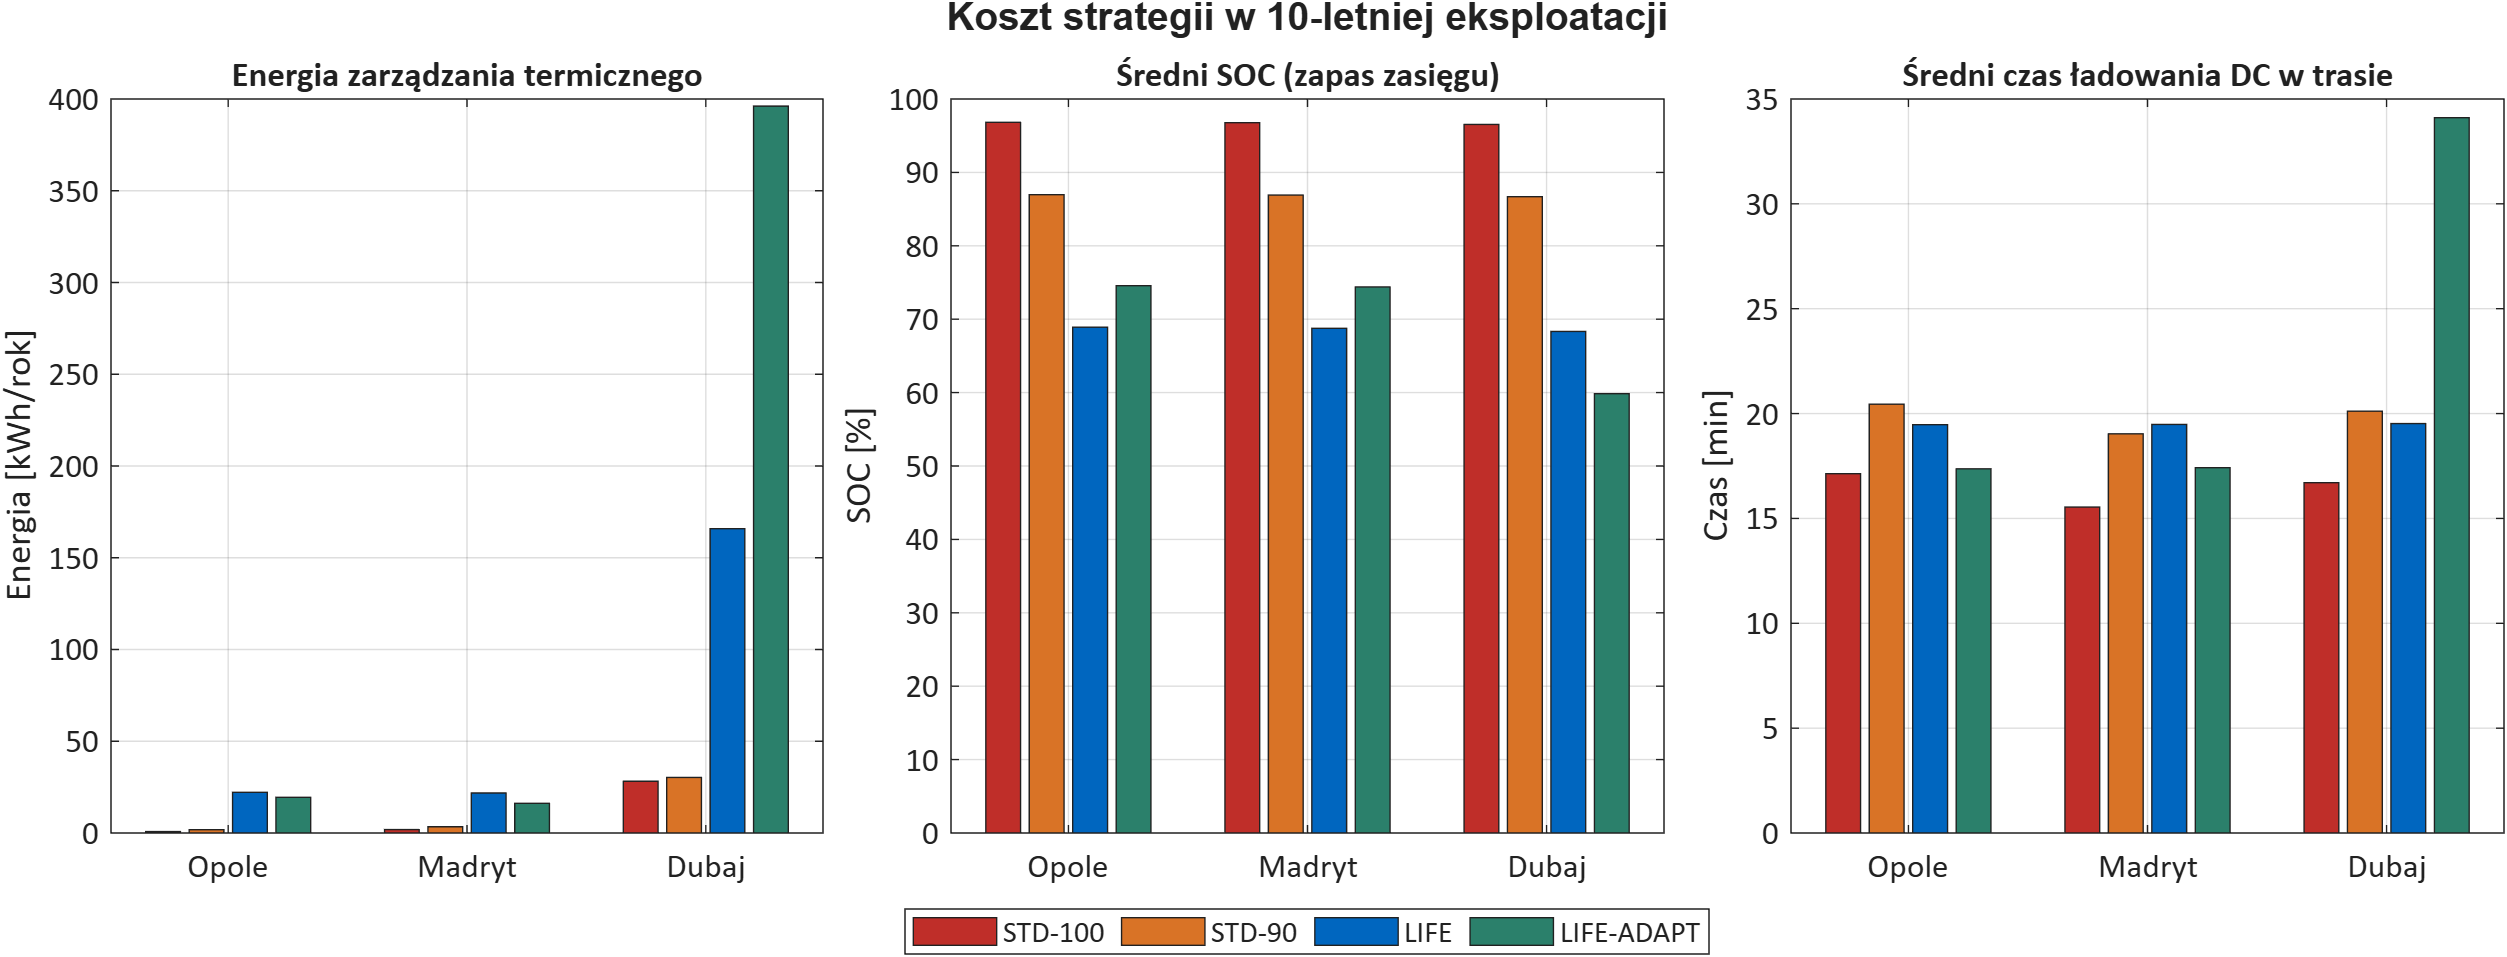 Koszt strategii w 10-letniej eksploatacji
Energia zarządzania termicznego
Energia [kWh/rok]
400
350
300
250
200
150
100
50
0
Opole Madryt Dubaj
Średni SOC (zapas zasięgu)
SOC [%]
100
90
80
70
60
50
40
30
20
10
0
Opole Madryt Dubaj
Średni czas ładowania DC w trasie
Czas [min]
35
30
25
20
15
10
5
0
Opole Madryt Dubaj
STD-100 STD-90 LIFE LIFE-ADAPT